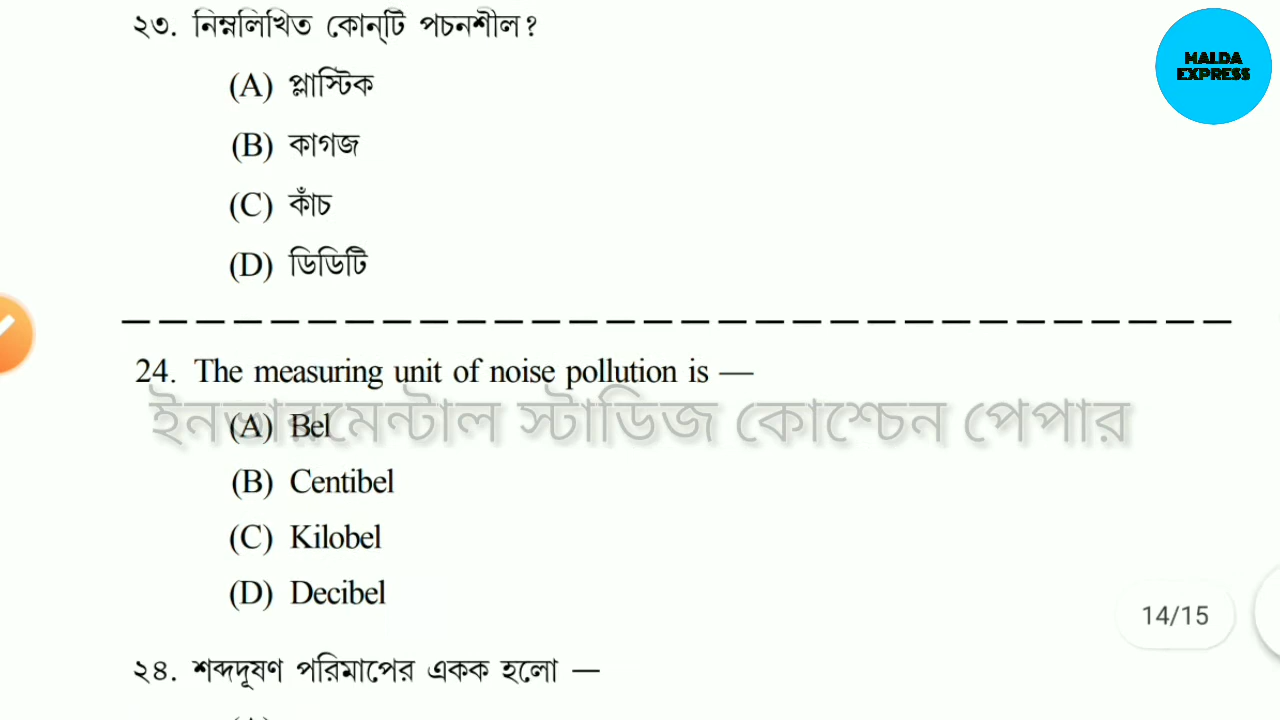 ২৩. নিম্নলিখিত কোন্‌টি পচনশীল?
MALDA
EXPRESS
(A) প্লাস্টিক
(B) কাগজ
(C) কাঁচ
(D) ডিডিটি
24. The measuring unit of noise pollution is —
ইনভারমেন্টাল স্টাডিজ কোশ্চেন পেপার
(A) Bel
(B) Centibel
(C) Kilobel
(D) Decibel
14/15
২৪. শব্দদূষণ পরিমাপের একক হলো —